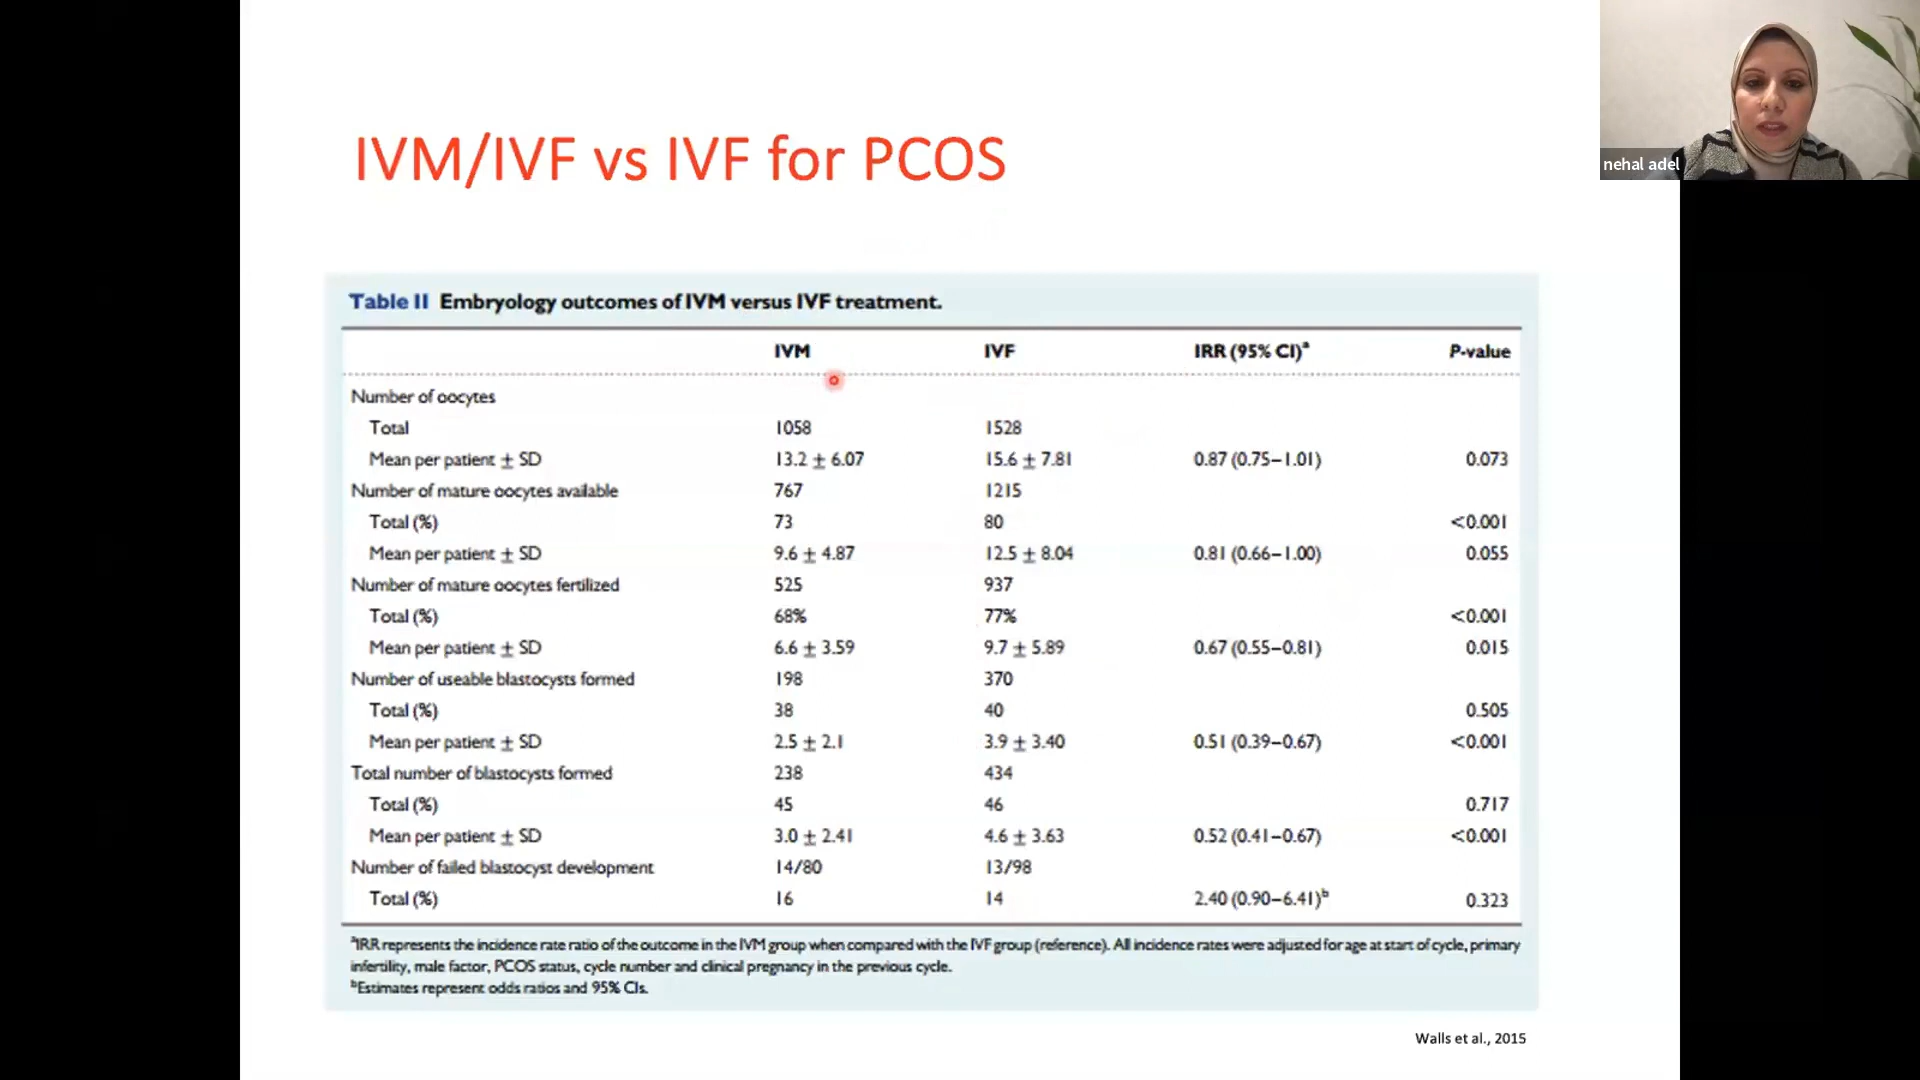 IVM/IVF vs IVF for PCOS
nehal adel
Table II Embryology outcomes of IVM versus IVF treatment.
IVM IVF IRR (95% CI)ᵃ P-value
Number of oocytes
Total 1058 1528
Mean per patient ± SD 13.2 ± 6.07 15.6 ± 7.81 0.87 (0.75–1.01) 0.073
Number of mature oocytes available 767 1215
Total (%) 73 80 <0.001
Mean per patient ± SD 9.6 ± 4.87 12.5 ± 8.04 0.81 (0.66–1.00) 0.055
Number of mature oocytes fertilized 525 937
Total (%) 68% 77% <0.001
Mean per patient ± SD 6.6 ± 3.59 9.7 ± 5.89 0.67 (0.55–0.81) 0.015
Number of useable blastocysts formed 198 370
Total (%) 38 40 0.505
Mean per patient ± SD 2.5 ± 2.1 3.9 ± 3.40 0.51 (0.39–0.67) <0.001
Total number of blastocysts formed 238 434
Total (%) 45 46 0.717
Mean per patient ± SD 3.0 ± 2.41 4.6 ± 3.63 0.52 (0.41–0.67) <0.001
Number of failed blastocyst development 14/80 13/98
Total (%) 16 14 2.40 (0.90–6.41)ᵇ 0.323
ᵃIRR represents the incidence rate ratio of the outcome in the IVM group when compared with the IVF group (reference). All incidence rates were adjusted for age at start of cycle, primary
infertility, male factor, PCOS status, cycle number and clinical pregnancy in the previous cycle.
ᵇEstimates represent odds ratios and 95% CIs.
Walls et al., 2015